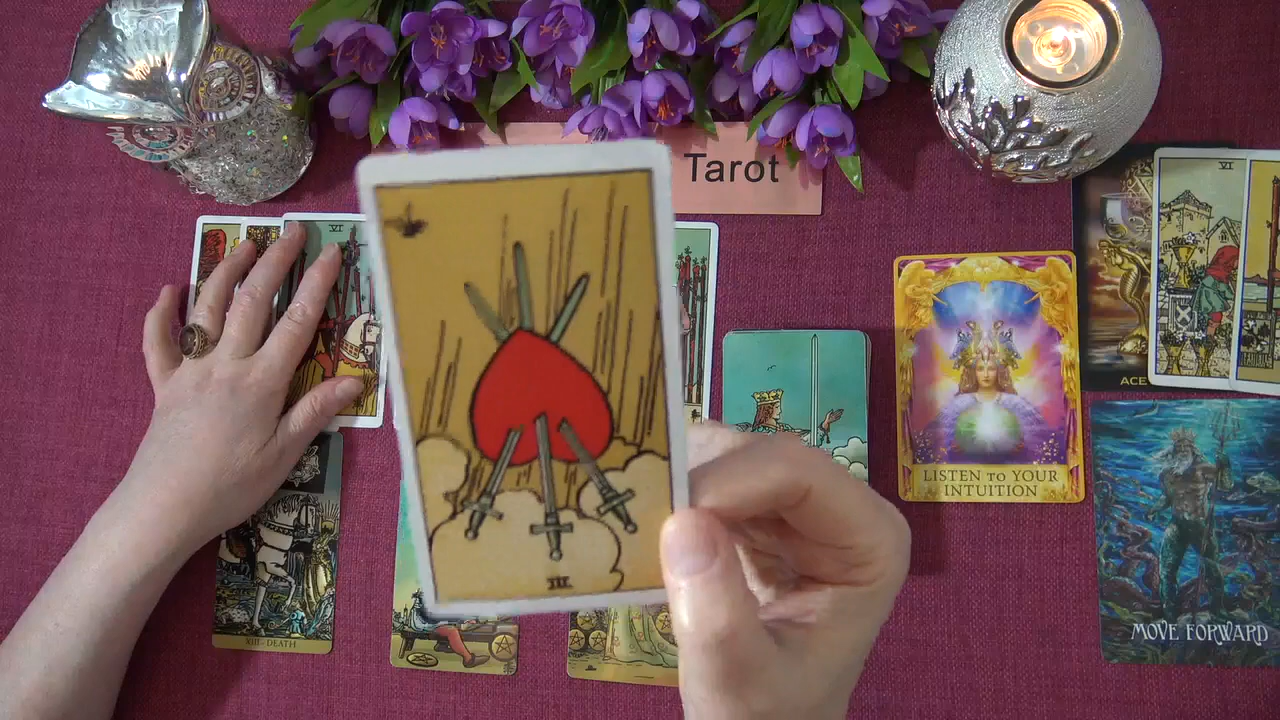 Tarot
VI
VI
LISTEN TO YOUR
INTUITION
ACE
III
MOVE FORWARD
XIII - DEATH